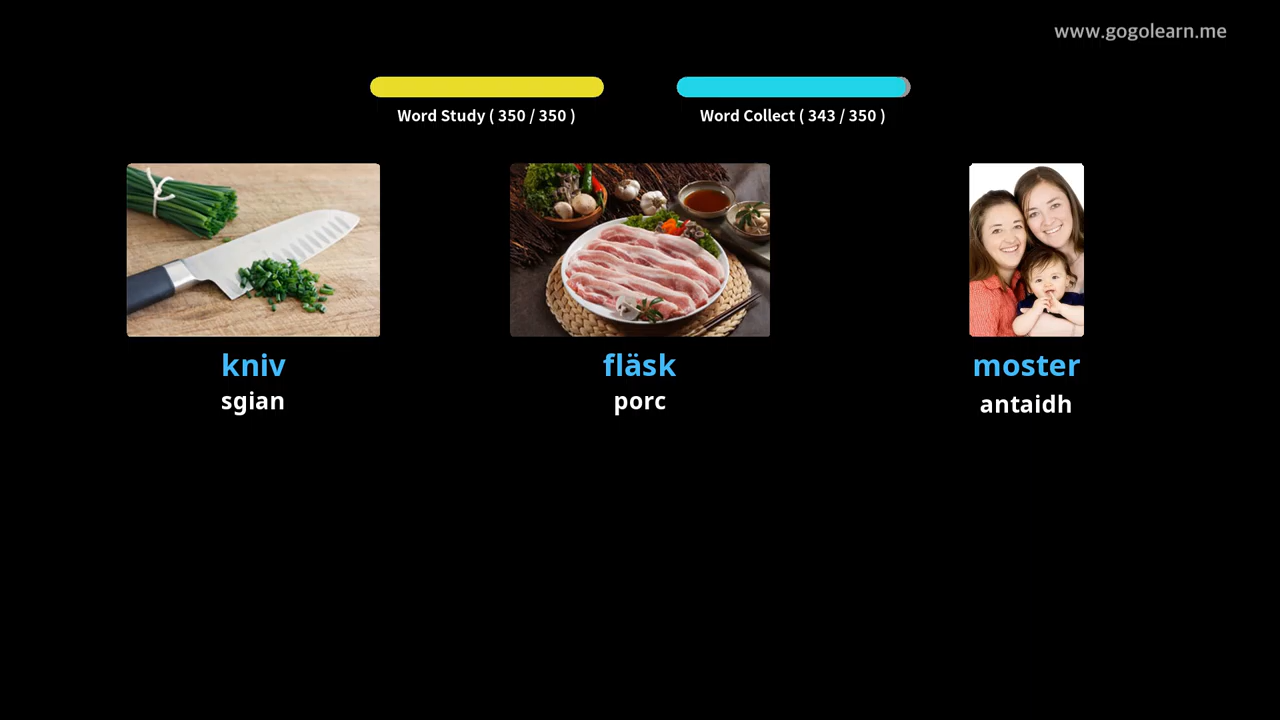 www.gogolearn.me
Word Study ( 350 / 350 )
Word Collect ( 343 / 350 )
kniv
sgian
fläsk
porc
moster
antaidh